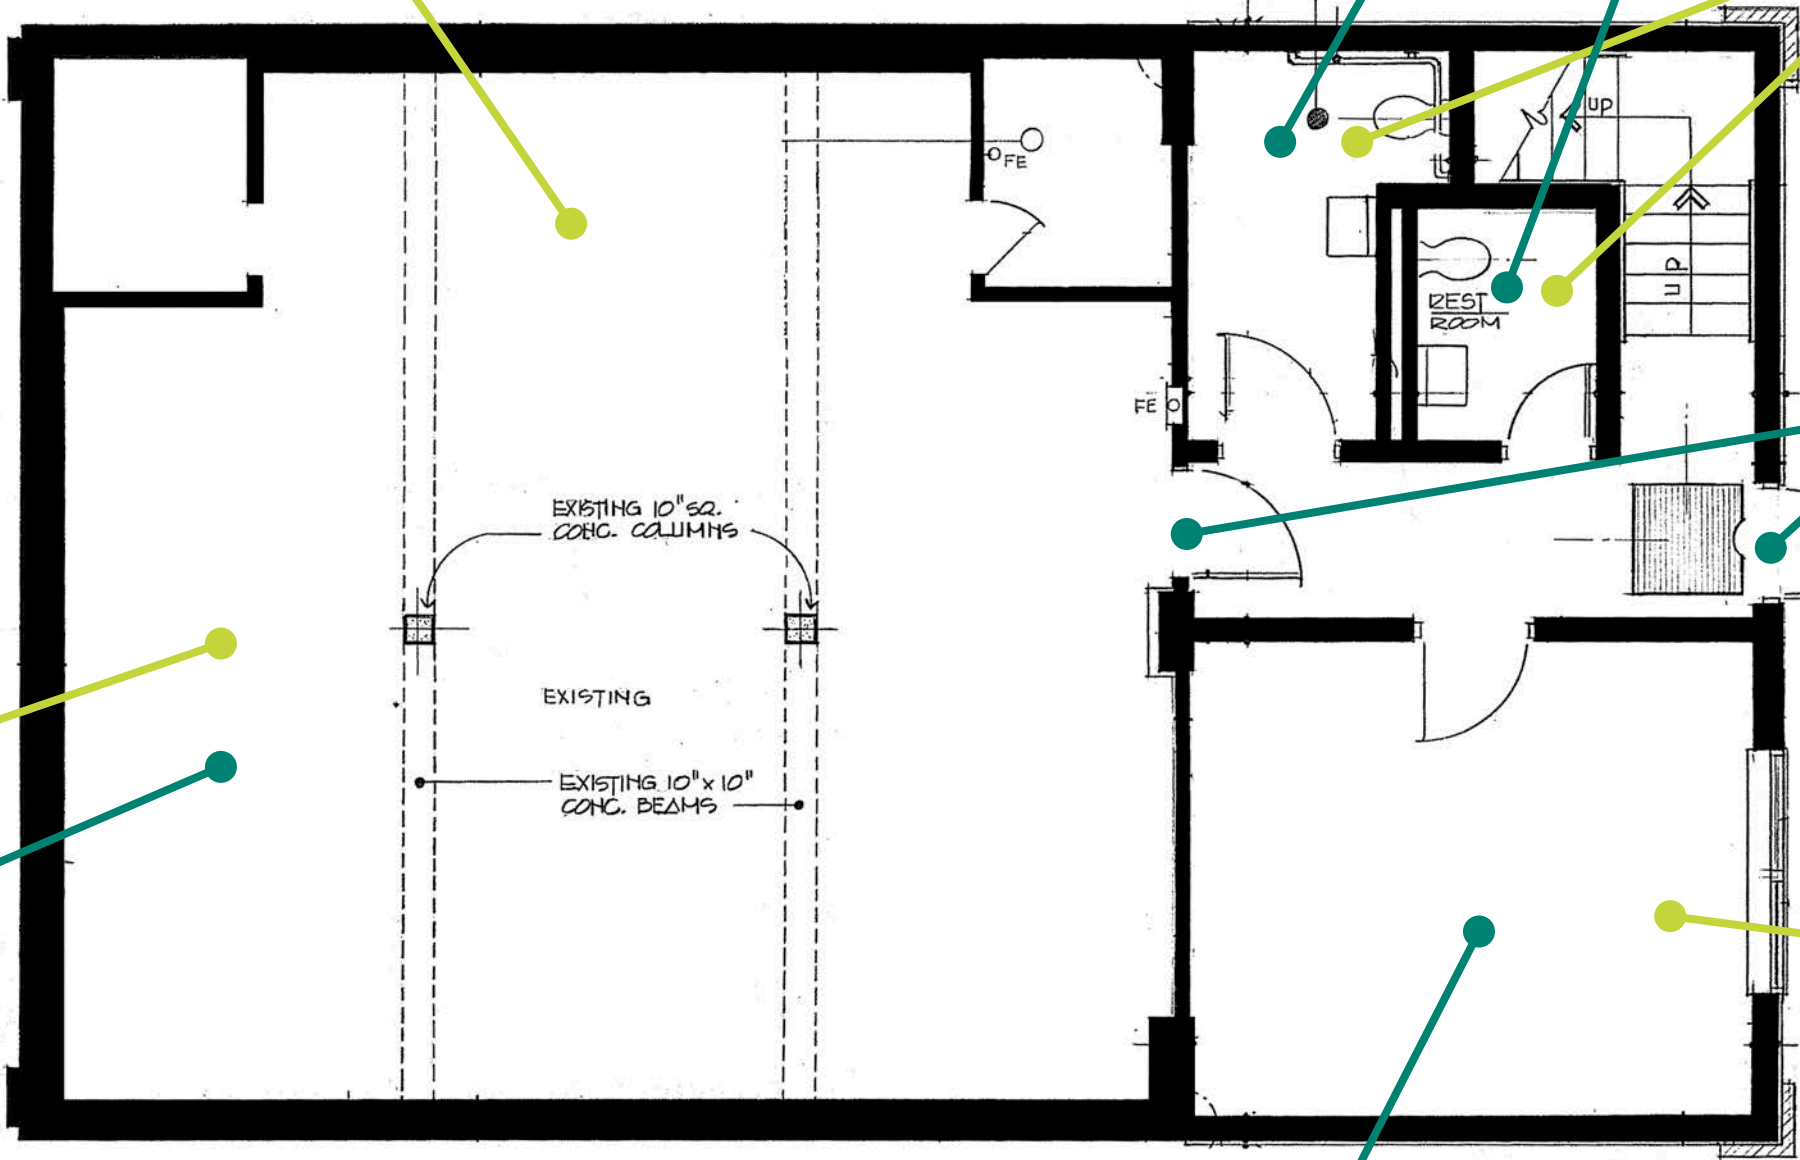 UP
FE
UP
REST
ROOM
FE
EXISTING 10" SQ.
CONC. COLUMNS
EXISTING
EXISTING 10" x 10"
CONC. BEAMS